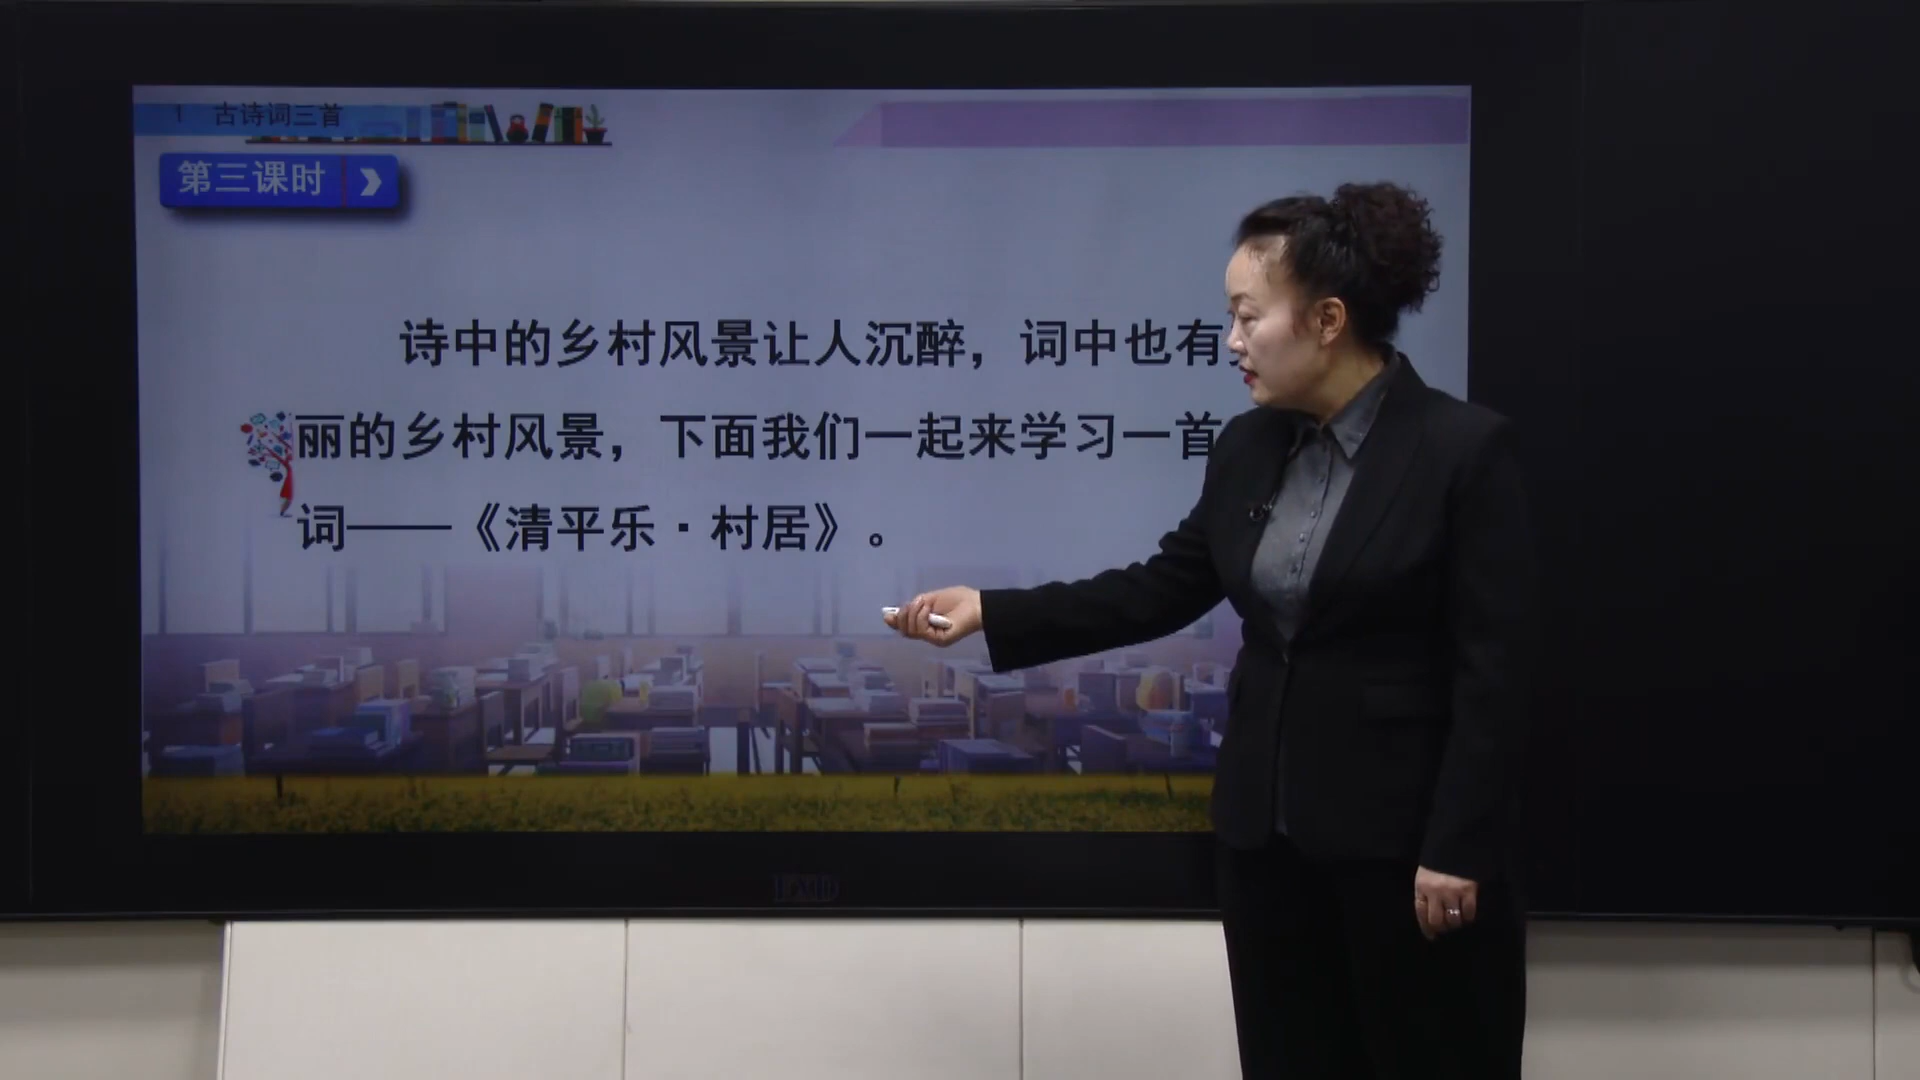 1 古诗词三首
第三课时
诗中的乡村风景让人沉醉，词中也有
丽的乡村风景，下面我们一起来学习一首
词——《清平乐·村居》。